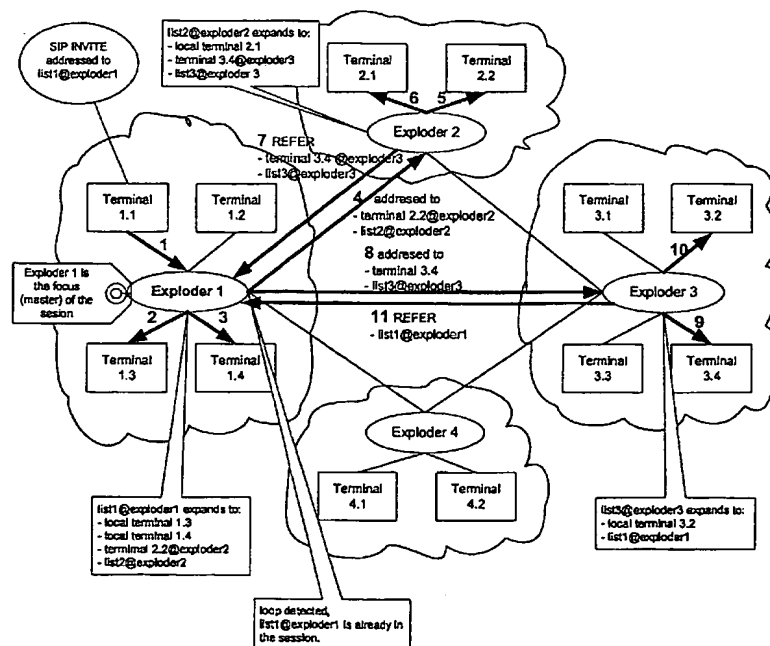 SIP INVITE
addressed to
list1@exploder1
list2@exploder2 expands to:
- local terminal 2.1
- terminal 3.4@exploder3
- list3@exploder 3
Terminal
2.1
Terminal
2.2
6
5
Exploder 2
7 REFER
- terminal 3.4 @exploder3
- list3@exploder3
4 addresed to
- terminal 2.2@exploder2
- list2@exploder2
8 addresed to
- terminal 3.4
- list3@exploder3
Terminal
1.1
Terminal
1.2
1
Exploder 1 is
the focus
(master) of the
sesion
Exploder 1
2
3
Terminal
1.3
Terminal
1.4
11 REFER
- list1@exploder1
Terminal
3.1
Terminal
3.2
10
Exploder 3
9
Terminal
3.3
Terminal
3.4
Exploder 4
Terminal
4.1
Terminal
4.2
list1@exploder1 expands to:
- local terminal 1.3
- local terminal 1.4
- terminal 2.2@exploder2
- list2@exploder2
list3@exploder3 expands to:
- local terminal 3.2
- list1@exploder1
loop detected,
list1@exploder1 is already in
the session.